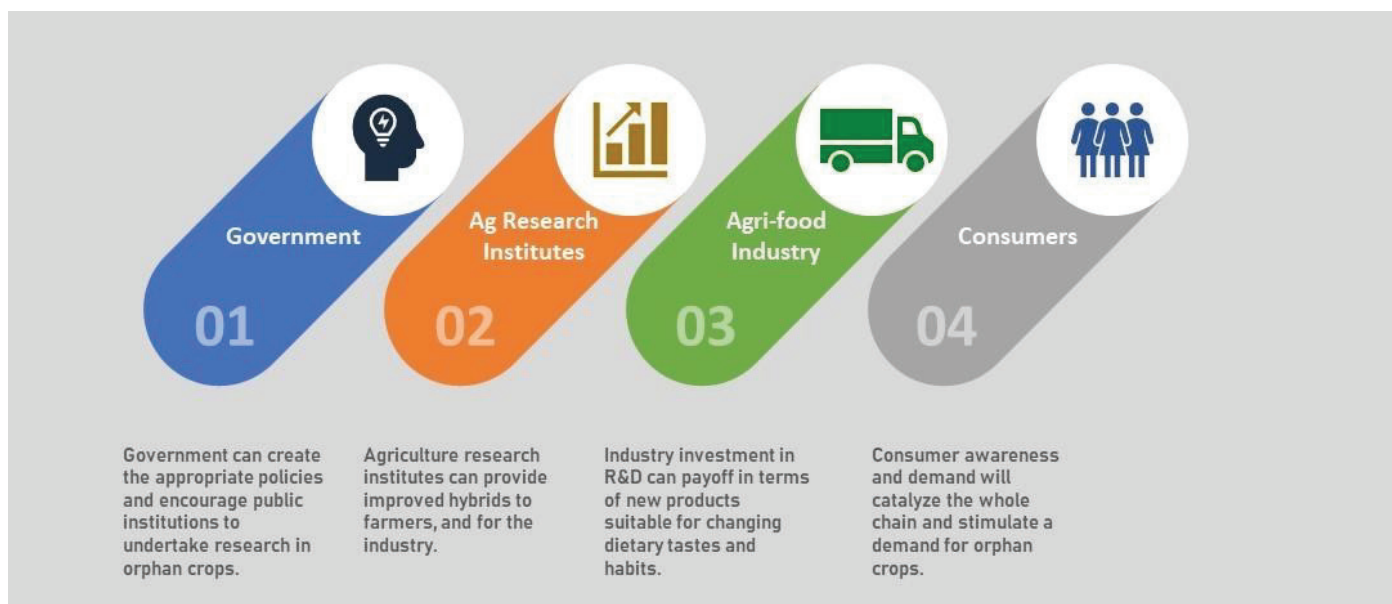 Government
01
Ag Research
Institutes
02
Agri-food
Industry
03
Consumers
04
Government can create
the appropriate policies
and encourage public
institutions to
undertake research in
orphan crops.
Agriculture research
institutes can provide
improved hybrids to
farmers, and for the
industry.
Industry investment in
R&D can payoff in terms
of new products
suitable for changing
dietary tastes and
habits.
Consumer awareness
and demand will
catalyze the whole
chain and stimulate a
demand for orphan
crops.